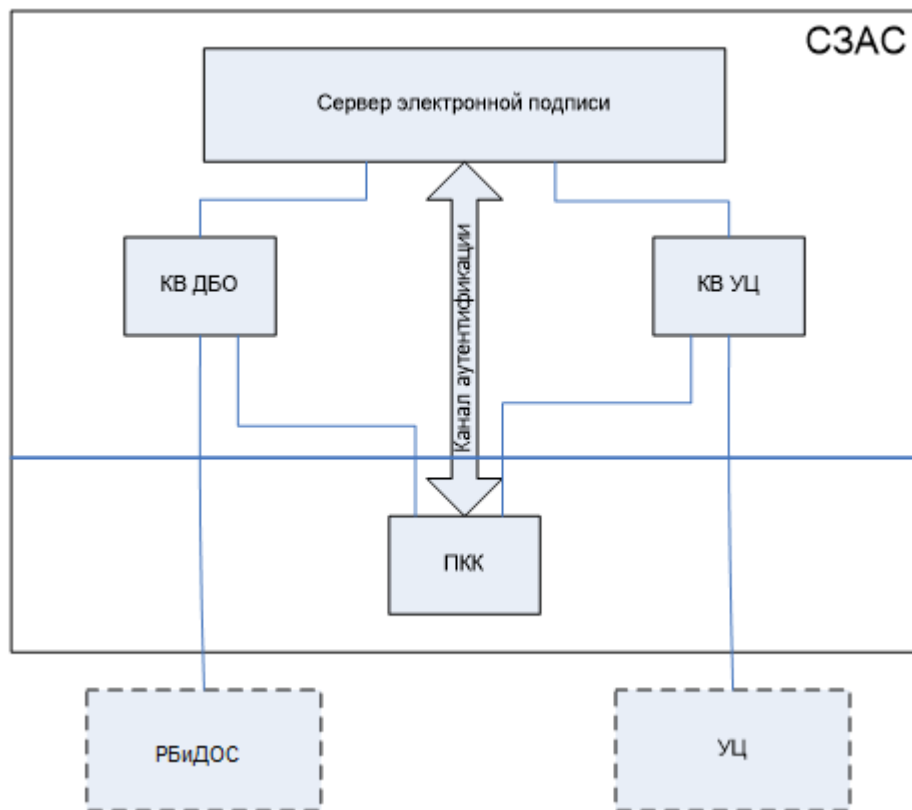 СЗАС
Сервер электронной подписи
КВ ДБО
Канал аутентификации
КВ УЦ
ПКК
РБиДОС
УЦ